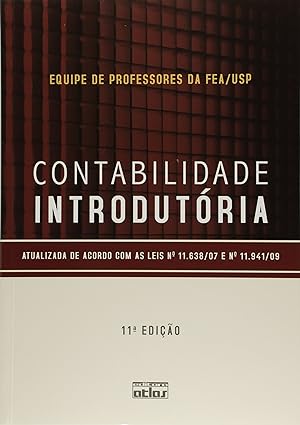 EQUIPE DE PROFESSORES DA FEA/USP
CONTABILIDADE
INTRODUTÓRIA
ATUALIZADA DE ACORDO COM AS LEIS Nº 11.638/07 E Nº 11.941/09
11ª EDIÇÃO
atlas